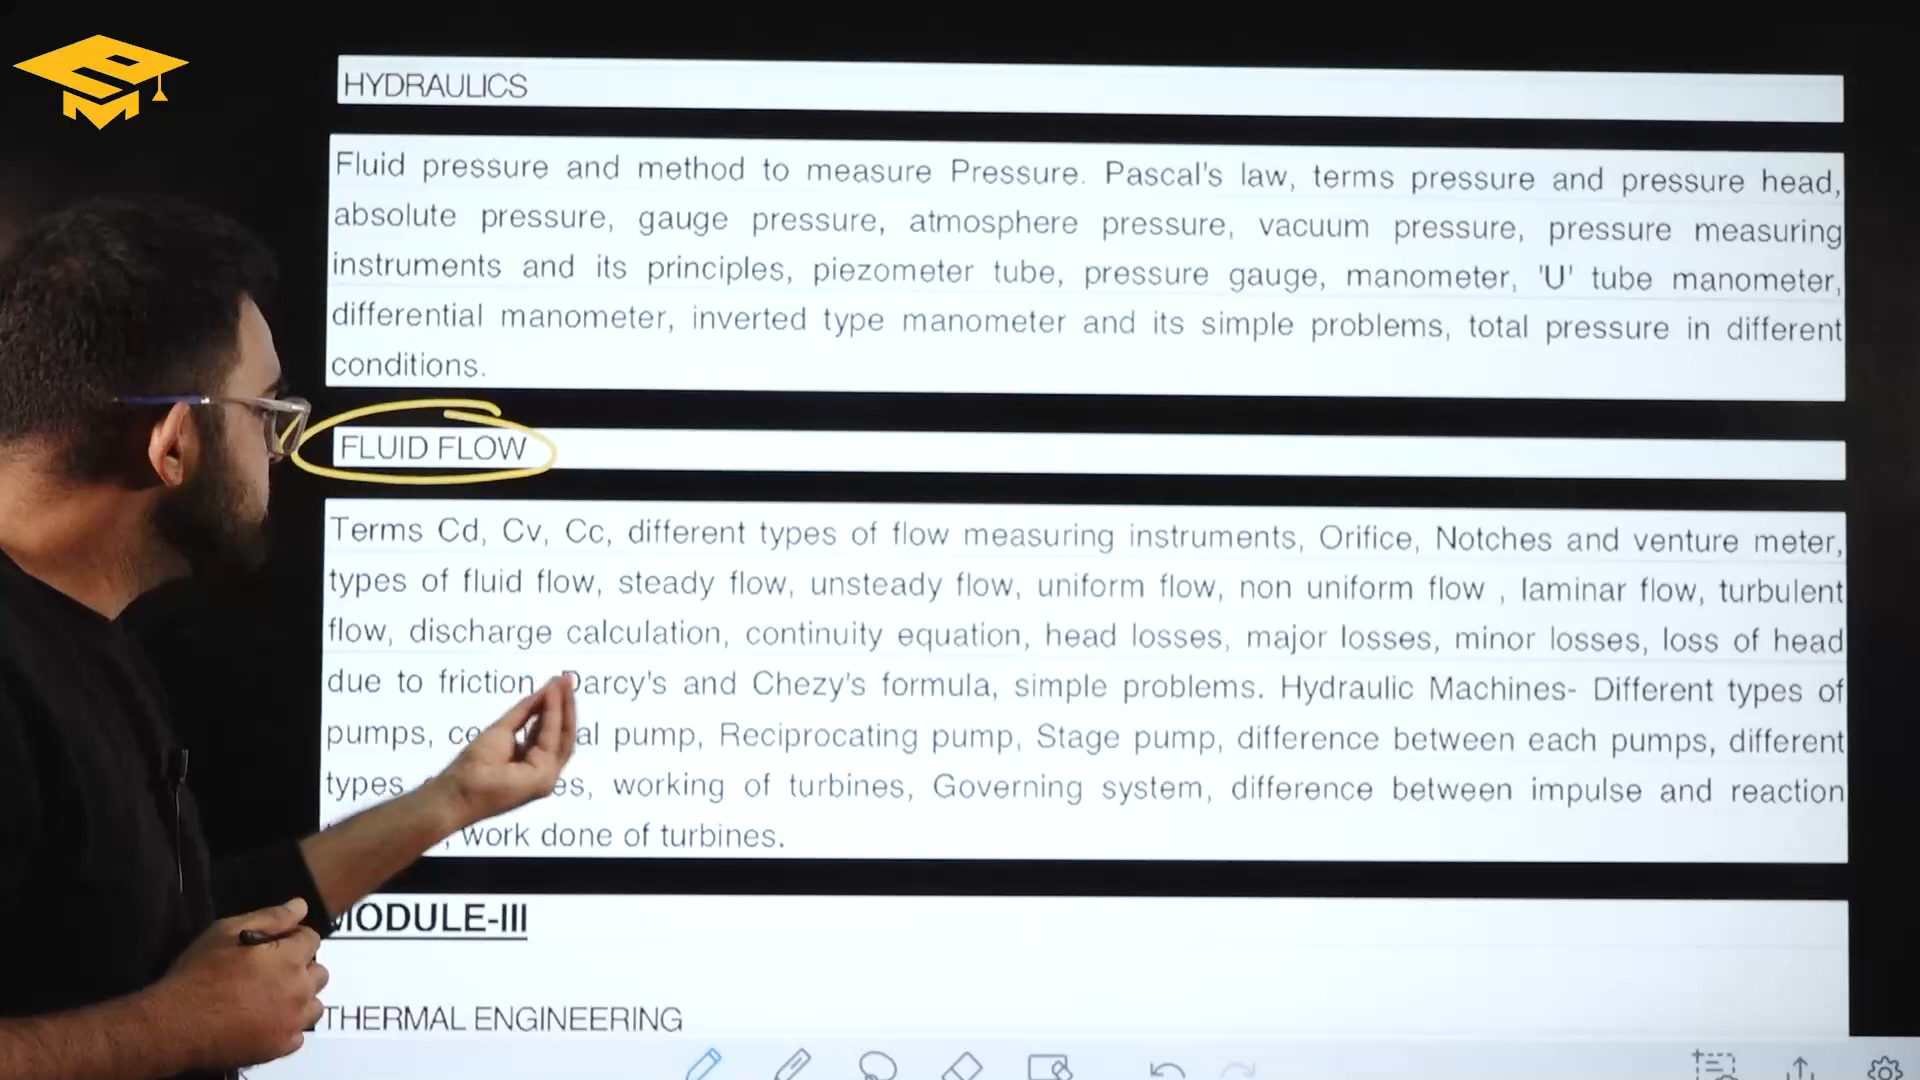 HYDRAULICS
Fluid pressure and method to measure Pressure. Pascal's law, terms pressure and pressure head,
absolute pressure, gauge pressure, atmosphere pressure, vacuum pressure, pressure measuring
instruments and its principles, piezometer tube, pressure gauge, manometer, 'U' tube manometer,
differential manometer, inverted type manometer and its simple problems, total pressure in different
conditions.
FLUID FLOW
Terms Cd, Cv, Cc, different types of flow measuring instruments, Orifice, Notches and venture meter,
types of fluid flow, steady flow, unsteady flow, uniform flow, non uniform flow , laminar flow, turbulent
flow, discharge calculation, continuity equation, head losses, major losses, minor losses, loss of head
due to friction Darcy's and Chezy's formula, simple problems. Hydraulic Machines- Different types of
pumps, al pump, Reciprocating pump, Stage pump, difference between each pumps, different
types es, working of turbines, Governing system, difference between impulse and reaction
, work done of turbines.
MODULE-III
THERMAL ENGINEERING